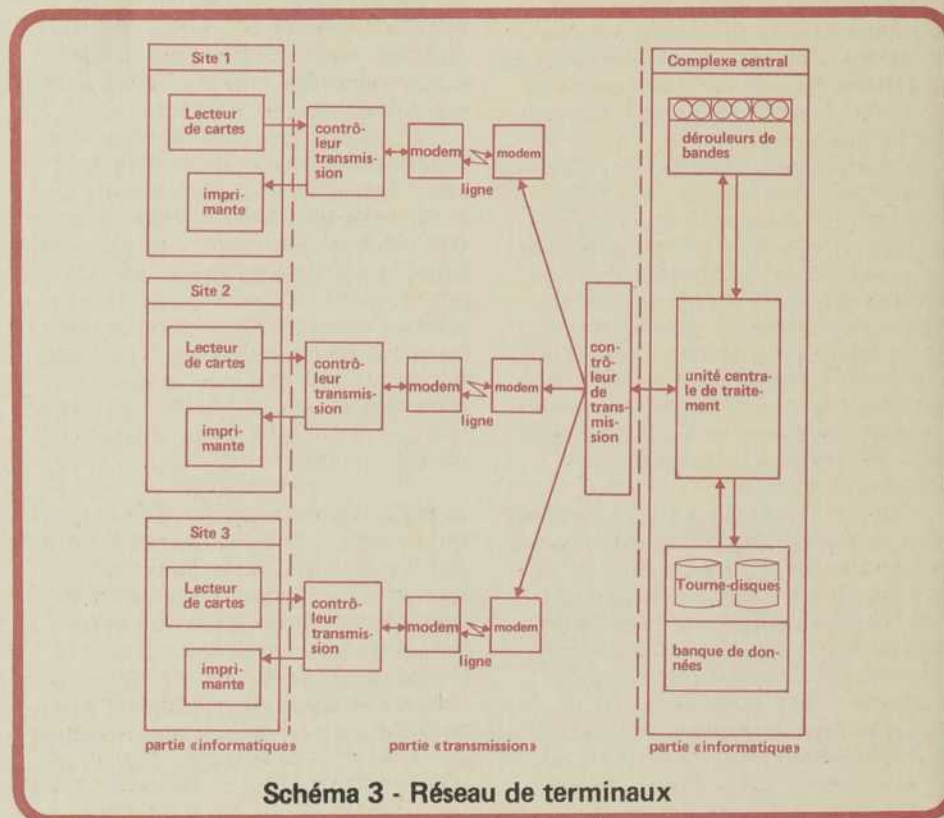 Site 1
Lecteur
de cartes
impri-
mante
contrô-
leur
transmis-
sion
modem
modem
ligne
Site 2
Lecteur
de cartes
impri-
mante
contrô-
leur
transmis-
sion
modem
modem
ligne
Site 3
Lecteur
de cartes
impri-
mante
contrô-
leur
transmis-
sion
modem
modem
ligne
con-
trô-
leur
de
trans-
mis-
sion
Complexe central
dérouleurs de
bandes
unité centra-
le de traite-
ment
Tourne-disques
banque de don-
nées
partie «informatique»
partie «transmission»
partie «informatique»
Schéma 3 - Réseau de terminaux